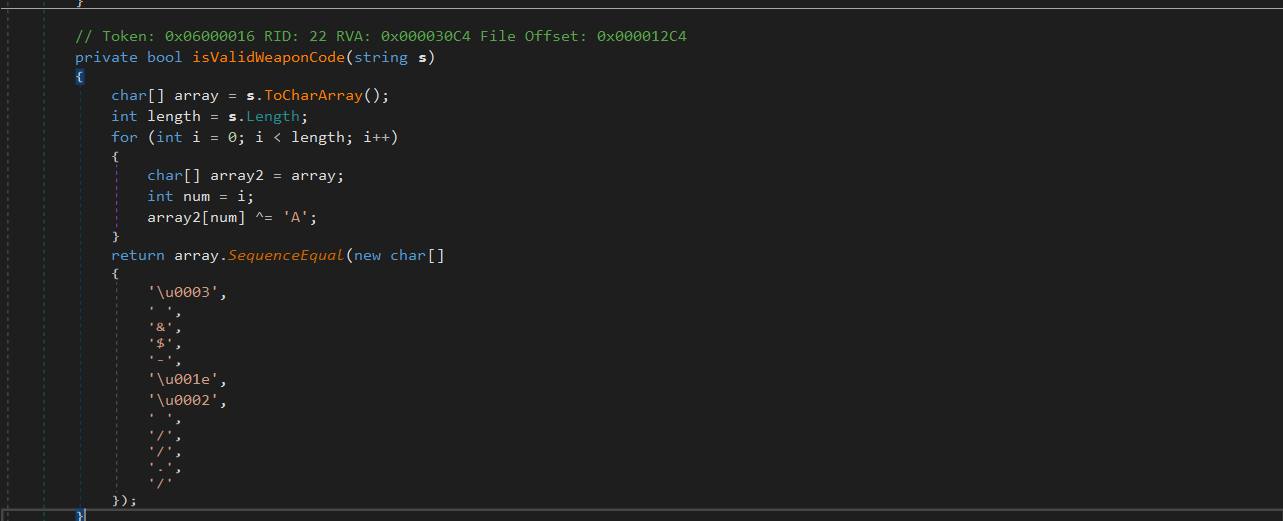 }
// Token: 0x06000016 RID: 22 RVA: 0x000030C4 File Offset: 0x000012C4
private bool isValidWeaponCode(string s)
{
char[] array = s.ToCharArray();
int length = s.Length;
for (int i = 0; i < length; i++)
{
char[] array2 = array;
int num = i;
array2[num] ^= 'A';
}
return array.SequenceEqual(new char[]
{
'\u0003',
' ',
'&',
'$',
'-',
'\u001e',
'\u0002',
' ',
'/',
'/',
'.',
'/'
});
}